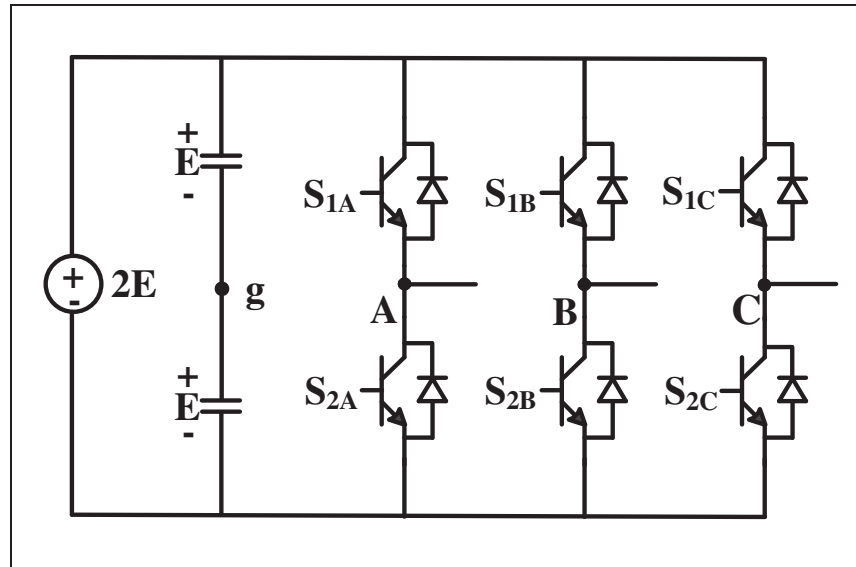 +
E
-
S1A
S1B
S1C
+
-
2E
g
A
B
C
+
E
-
S2A
S2B
S2C